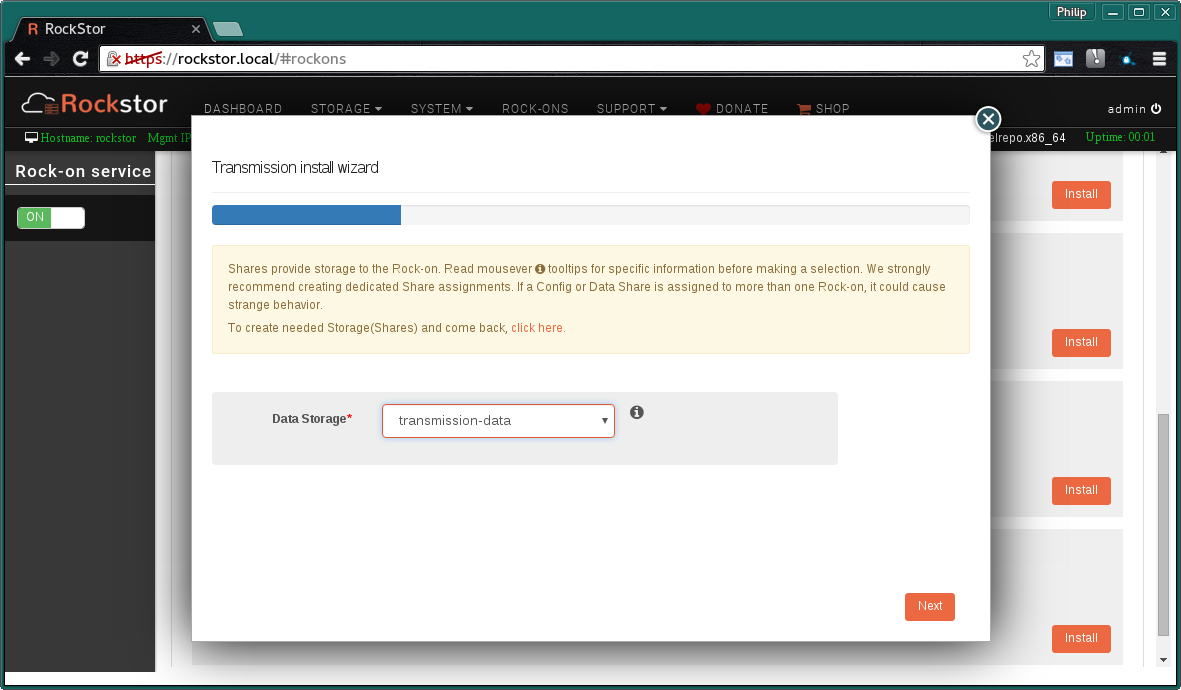 Philip
RockStor
https://rockstor.local/#rockons
Rockstor
DASHBOARD STORAGE SYSTEM ROCK-ONS SUPPORT DONATE SHOP
admin
Hostname: rockstor Mgmt IP
elrepo.x86_64 Uptime: 00:01
Rock-on service
ON
Transmission install wizard
Shares provide storage to the Rock-on. Read mousever tooltips for specific information before making a selection. We strongly
recommend creating dedicated Share assignments. If a Config or Data Share is assigned to more than one Rock-on, it could cause
strange behavior.
To create needed Storage(Shares) and come back, click here.
Data Storage*
transmission-data
Next
Install
Install
Install
Install